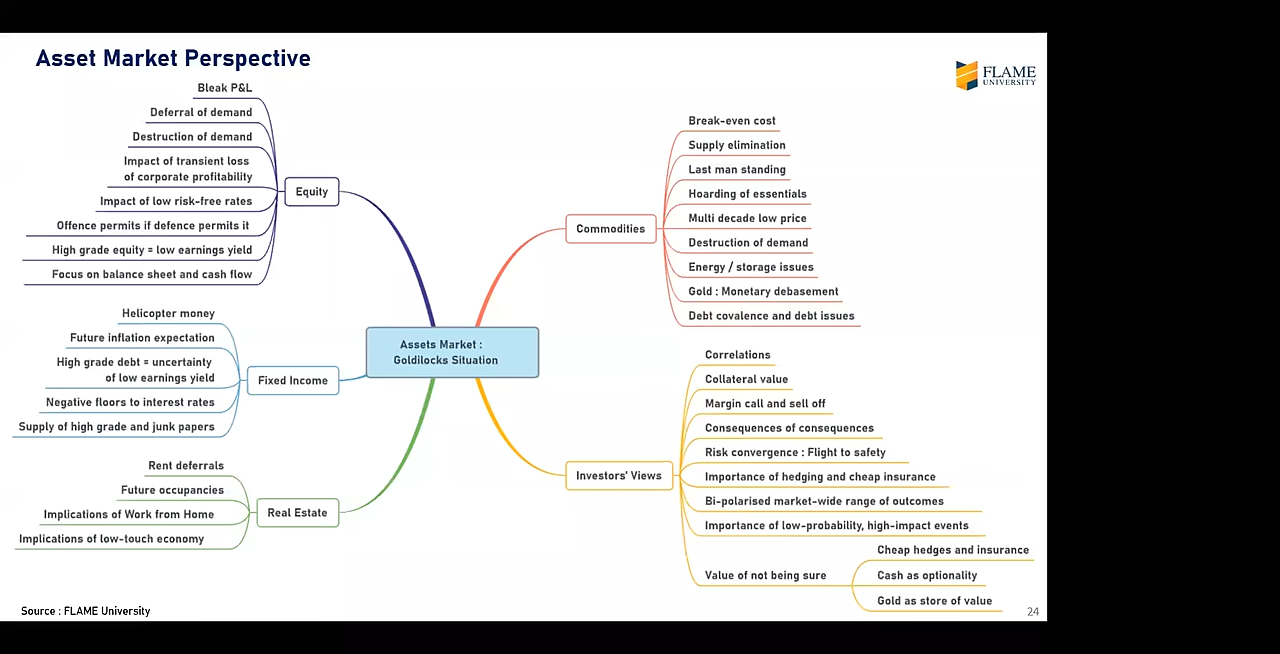 Asset Market Perspective
FLAME
UNIVERSITY
Bleak P&L
Deferral of demand
Destruction of demand
Impact of transient loss
of corporate profitability
Impact of low risk-free rates
Offence permits if defence permits it
High grade equity = low earnings yield
Focus on balance sheet and cash flow
Equity
Helicopter money
Future inflation expectation
High grade debt = uncertainty
of low earnings yield
Negative floors to interest rates
Supply of high grade and junk papers
Fixed Income
Rent deferrals
Future occupancies
Implications of Work from Home
Implications of low-touch economy
Real Estate
Assets Market :
Goldilocks Situation
Commodities
Break-even cost
Supply elimination
Last man standing
Hoarding of essentials
Multi decade low price
Destruction of demand
Energy / storage issues
Gold : Monetary debasement
Debt covalence and debt issues
Investors' Views
Correlations
Collateral value
Margin call and sell off
Consequences of consequences
Risk convergence : Flight to safety
Importance of hedging and cheap insurance
Bi-polarised market-wide range of outcomes
Importance of low-probability, high-impact events
Value of not being sure
Cheap hedges and insurance
Cash as optionality
Gold as store of value
Source : FLAME University
24